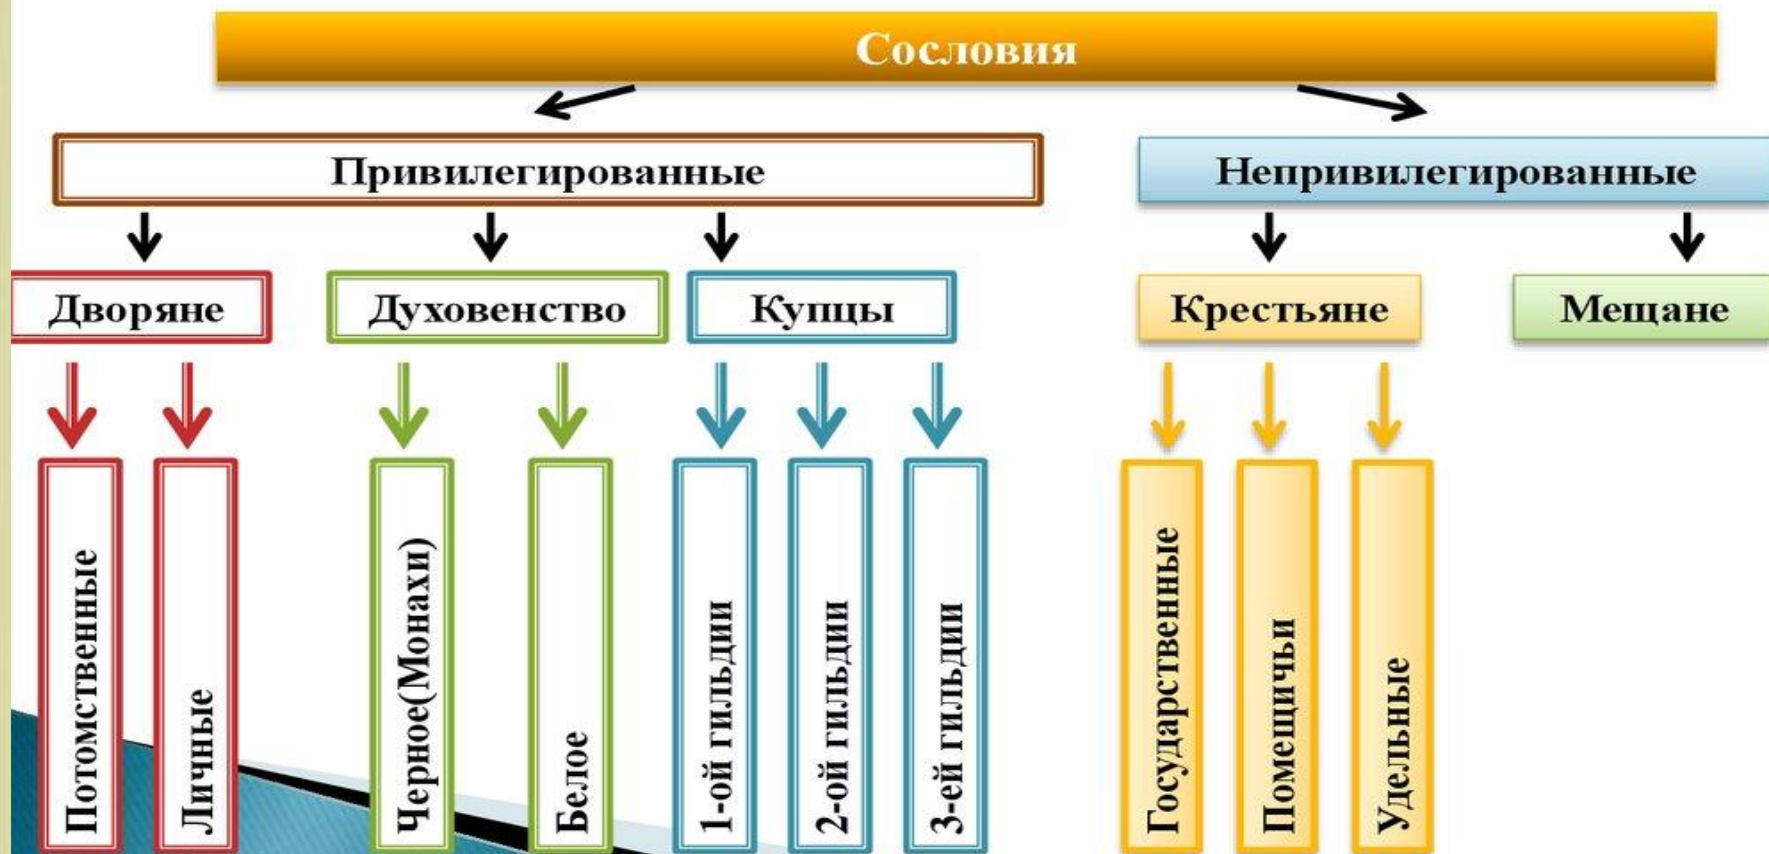 Сословия
Привилегированные
Непривилегированные
Дворяне
Духовенство
Купцы
Крестьяне
Мещане
Потомственные
Личные
Черное(Монахи)
Белое
1-ой гильдии
2-ой гильдии
3-ей гильдии
Государственные
Помещичьи
Удельные